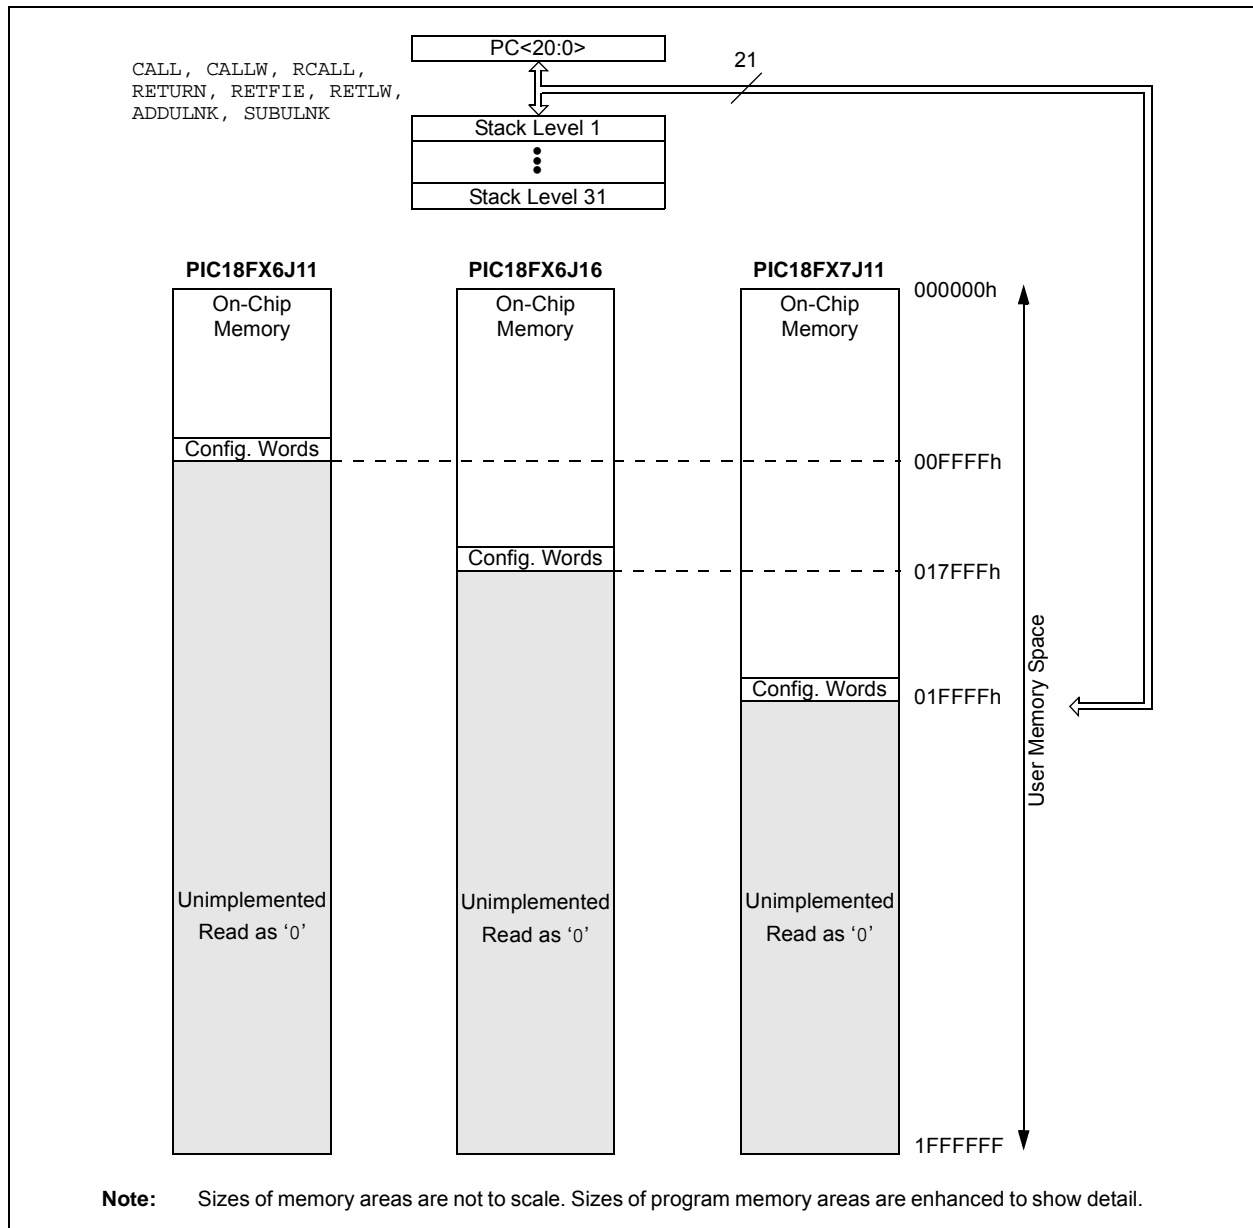 PC<20:0>
21
CALL, CALLW, RCALL,
RETURN, RETFIE, RETLW,
ADDULNK, SUBULNK
Stack Level 1
Stack Level 31
PIC18FX6J11
PIC18FX6J16
PIC18FX7J11
On-Chip
Memory
On-Chip
Memory
On-Chip
Memory
000000h
Config. Words
00FFFFh
Config. Words
017FFFh
Config. Words
01FFFFh
User Memory Space
Unimplemented
Read as ‘0’
Unimplemented
Read as ‘0’
Unimplemented
Read as ‘0’
1FFFFFF
Note: Sizes of memory areas are not to scale. Sizes of program memory areas are enhanced to show detail.